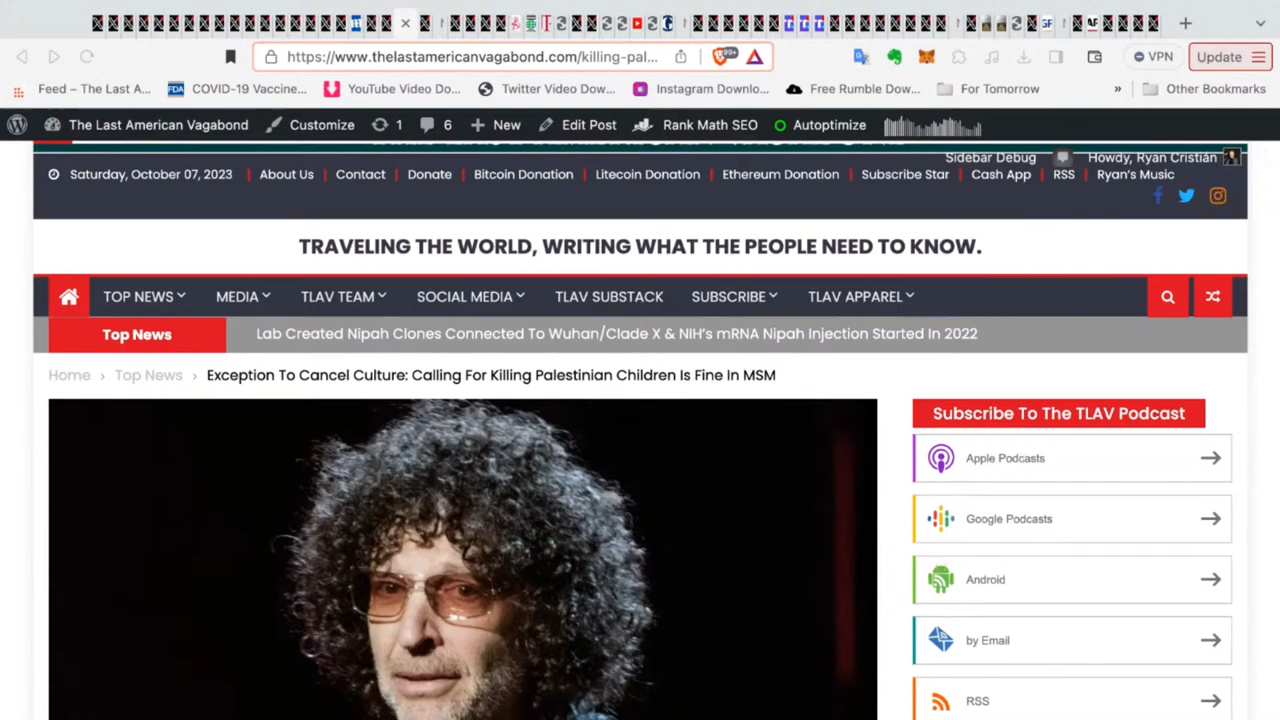 https://www.thelastamericanvagabond.com/killing-pal...
99+
VPN
Update
Feed – The Last A...
FDA
COVID-19 Vaccine...
YouTube Video Do...
Twitter Video Dow...
Instagram Downlo...
Free Rumble Dow...
For Tomorrow
»
Other Bookmarks
The Last American Vagabond
Customize
1
6
New
Edit Post
Rank Math SEO
Autoptimize
Sidebar Debug
Howdy, Ryan Cristián
Saturday, October 07, 2023
About Us
Contact
Donate
Bitcoin Donation
Litecoin Donation
Ethereum Donation
Subscribe Star
Cash App
RSS
Ryan's Music
TRAVELING THE WORLD, WRITING WHAT THE PEOPLE NEED TO KNOW.
TOP NEWS
MEDIA
TLAV TEAM
SOCIAL MEDIA
TLAV SUBSTACK
SUBSCRIBE
TLAV APPAREL
Top News
Lab Created Nipah Clones Connected To Wuhan/Clade X & NIH's mRNA Nipah Injection Started In 2022
Home › Top News › Exception To Cancel Culture: Calling For Killing Palestinian Children Is Fine In MSM
Subscribe To The TLAV Podcast
Apple Podcasts
Google Podcasts
Android
by Email
RSS